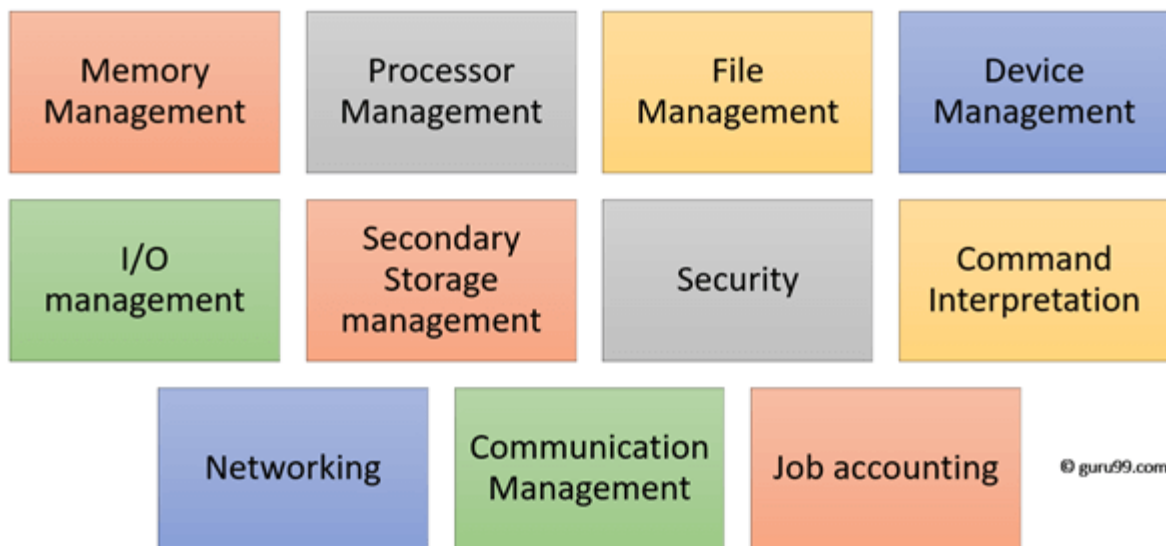 Memory
Management
Processor
Management
File
Management
Device
Management
I/O
management
Secondary
Storage
management
Security
Command
Interpretation
Networking
Communication
Management
Job accounting
© guru99.com